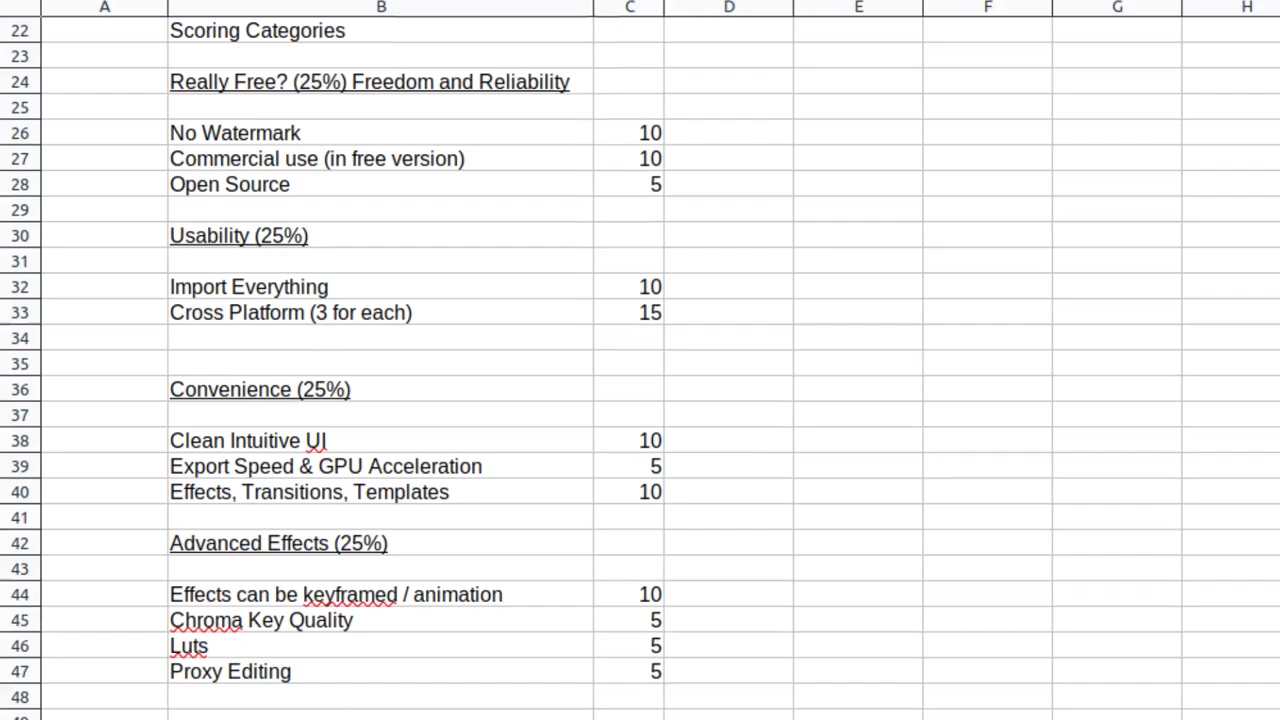 A B C D E F G H
22 Scoring Categories
23
24 Really Free? (25%) Freedom and Reliability
25
26 No Watermark 10
27 Commercial use (in free version) 10
28 Open Source 5
29
30 Usability (25%)
31
32 Import Everything 10
33 Cross Platform (3 for each) 15
34
35
36 Convenience (25%)
37
38 Clean Intuitive UI 10
39 Export Speed & GPU Acceleration 5
40 Effects, Transitions, Templates 10
41
42 Advanced Effects (25%)
43
44 Effects can be keyframed / animation 10
45 Chroma Key Quality 5
46 Luts 5
47 Proxy Editing 5
48